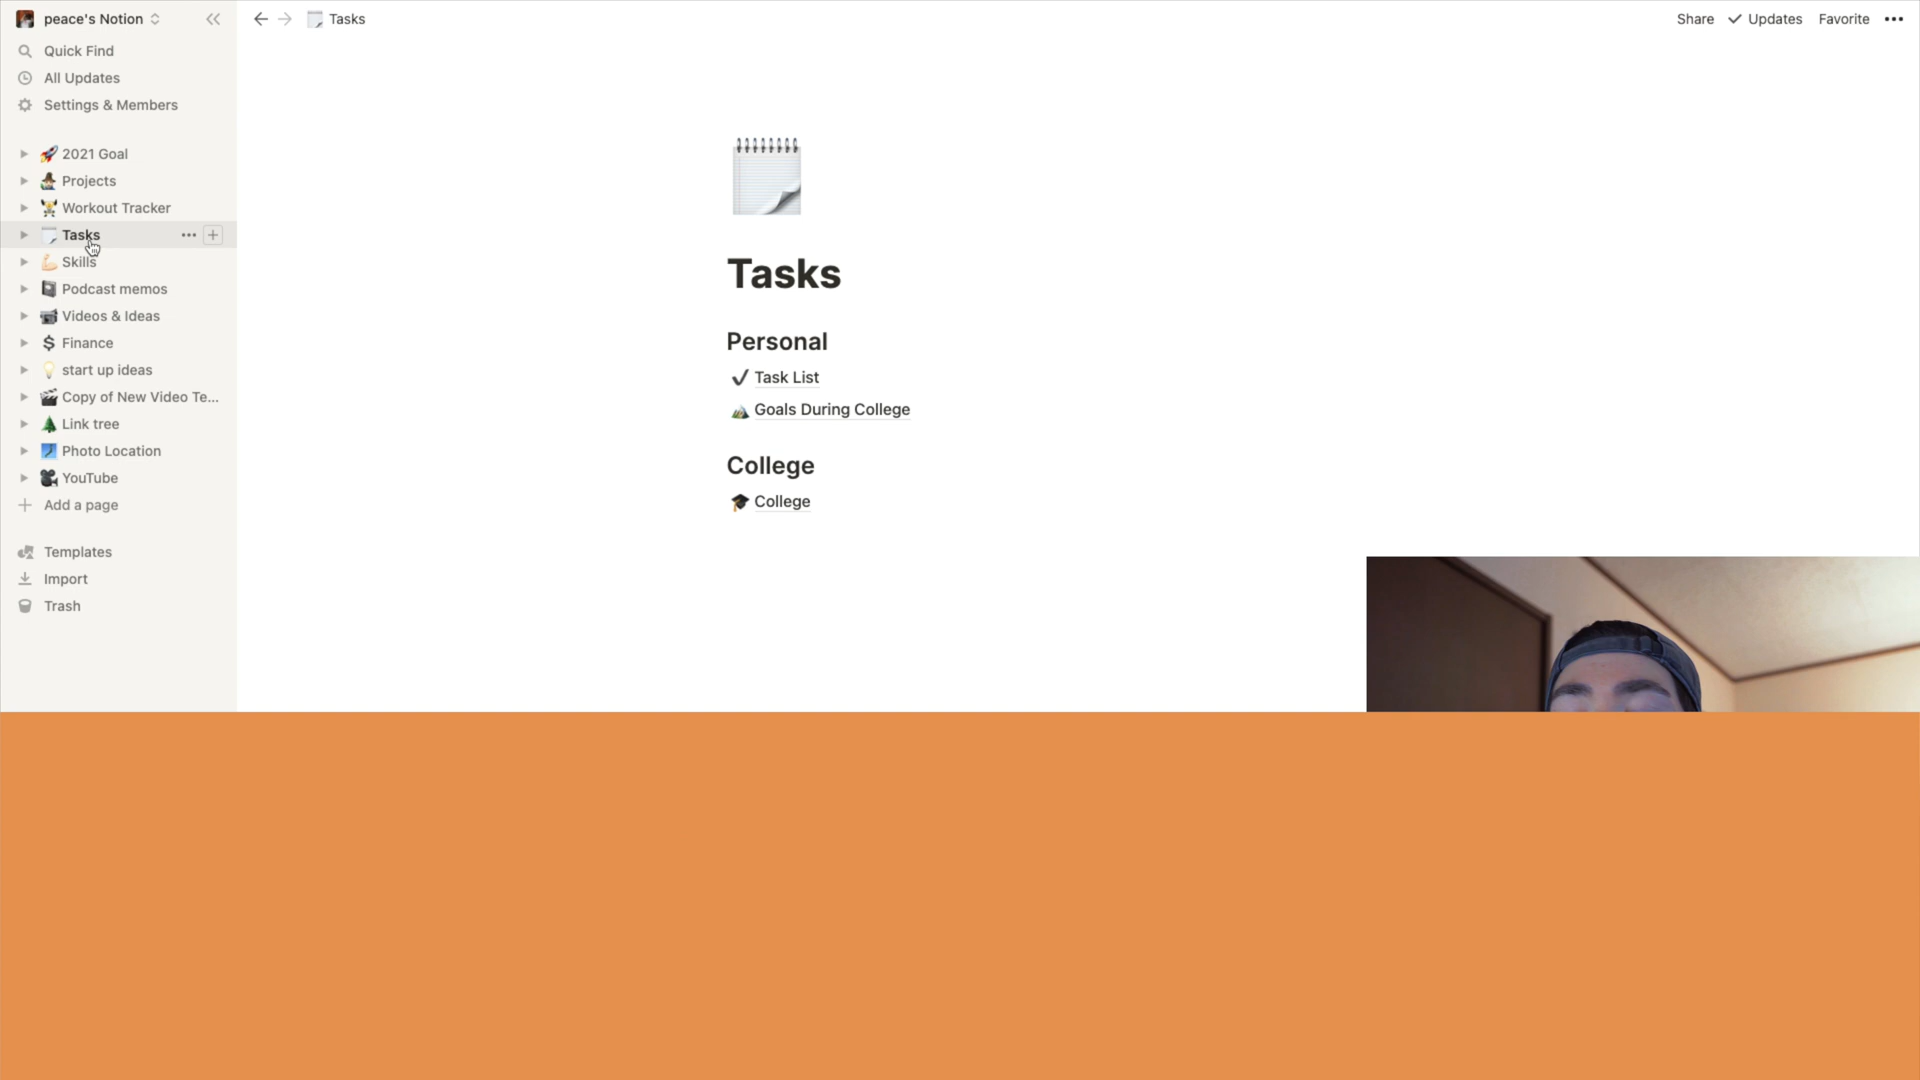 peace's Notion
Quick Find
All Updates
Settings & Members
2021 Goal
Projects
Workout Tracker
Tasks
Skills
Podcast memos
Videos & Ideas
$ Finance
start up ideas
Copy of New Video Te...
Link tree
Photo Location
YouTube
Add a page
Templates
Import
Trash
Tasks
Share
Updates
Favorite
Tasks
Personal
Task List
Goals During College
College
College